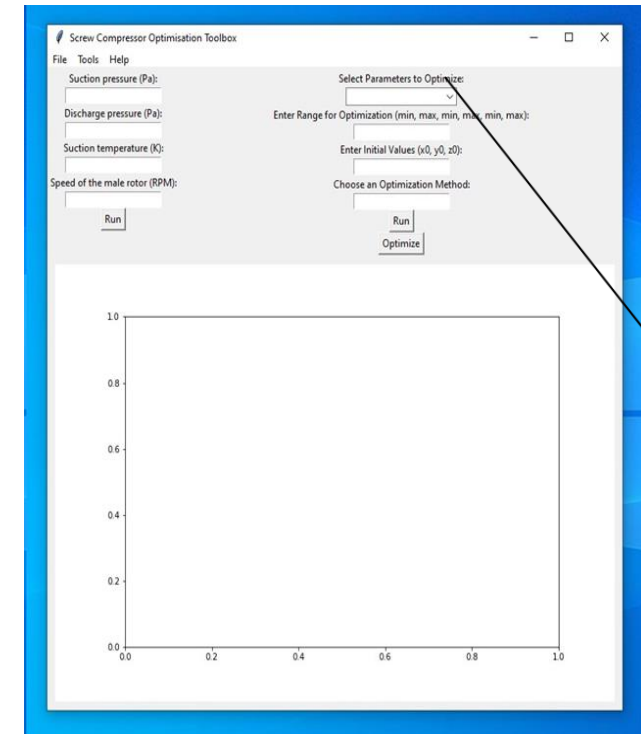 Screw Compressor Optimisation Toolbox
File Tools Help
Suction pressure (Pa):
Discharge pressure (Pa):
Suction temperature (K):
Speed of the male rotor (RPM):
Run
Select Parameters to Optimize:
Enter Range for Optimization (min, max, min, max, min, max):
Enter Initial Values (x0, y0, z0):
Choose an Optimization Method:
Run
Optimize
1.0
0.8
0.6
0.4
0.2
0.0
0.0 0.2 0.4 0.6 0.8 1.0